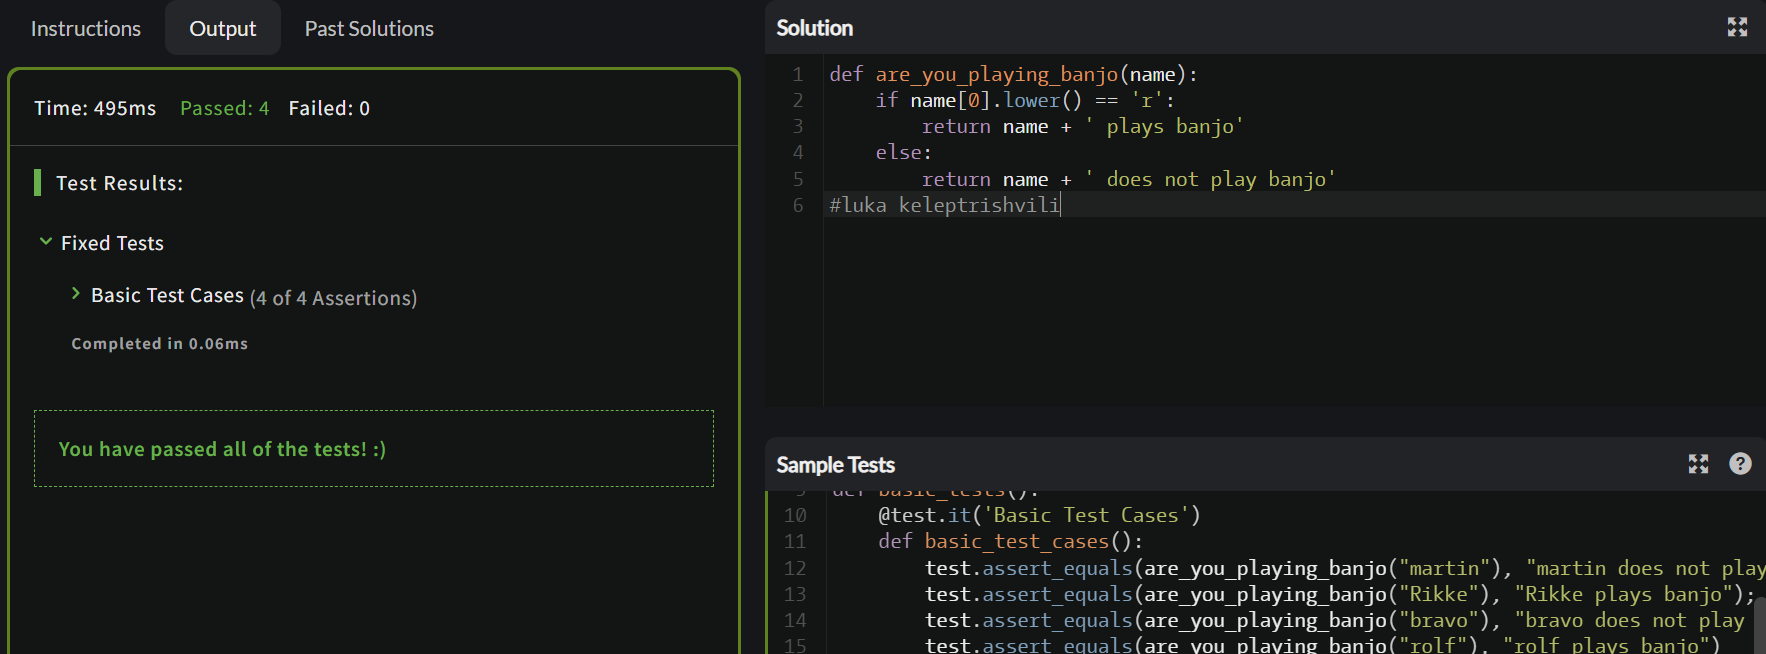 Instructions Output Past Solutions
Time: 495ms Passed: 4 Failed: 0
Test Results:
Fixed Tests
Basic Test Cases (4 of 4 Assertions)
Completed in 0.06ms
You have passed all of the tests! :)
Solution
1 def are_you_playing_banjo(name):
2     if name[0].lower() == 'r':
3         return name + ' plays banjo'
4     else:
5         return name + ' does not play banjo'
6 #luka keleptrishvili
Sample Tests
9 def basic_tests():
10     @test.it('Basic Test Cases')
11     def basic_test_cases():
12         test.assert_equals(are_you_playing_banjo("martin"), "martin does not play
13         test.assert_equals(are_you_playing_banjo("Rikke"), "Rikke plays banjo");
14         test.assert_equals(are_you_playing_banjo("bravo"), "bravo does not play
15         test.assert_equals(are_you_playing_banjo("rolf"), "rolf plays banjo")